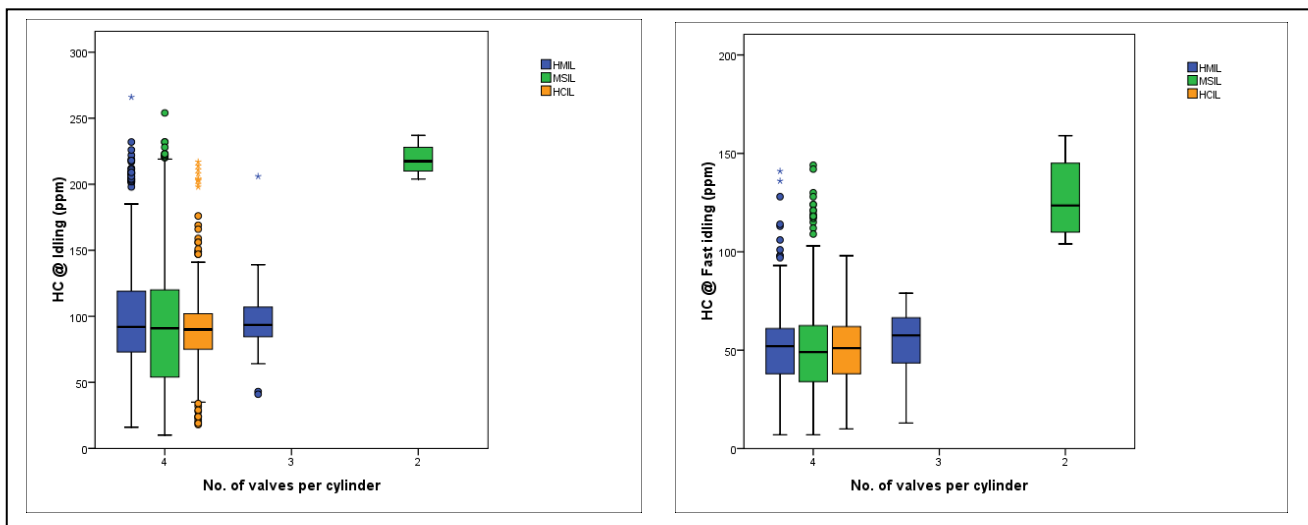 300
250
200
150
100
50
0
HC @ Idling (ppm)
4 3 2
No. of valves per cylinder
HMIL
MSIL
HCIL
200
150
100
50
0
HC @ Fast idling (ppm)
4 3 2
No. of valves per cylinder
HMIL
MSIL
HCIL